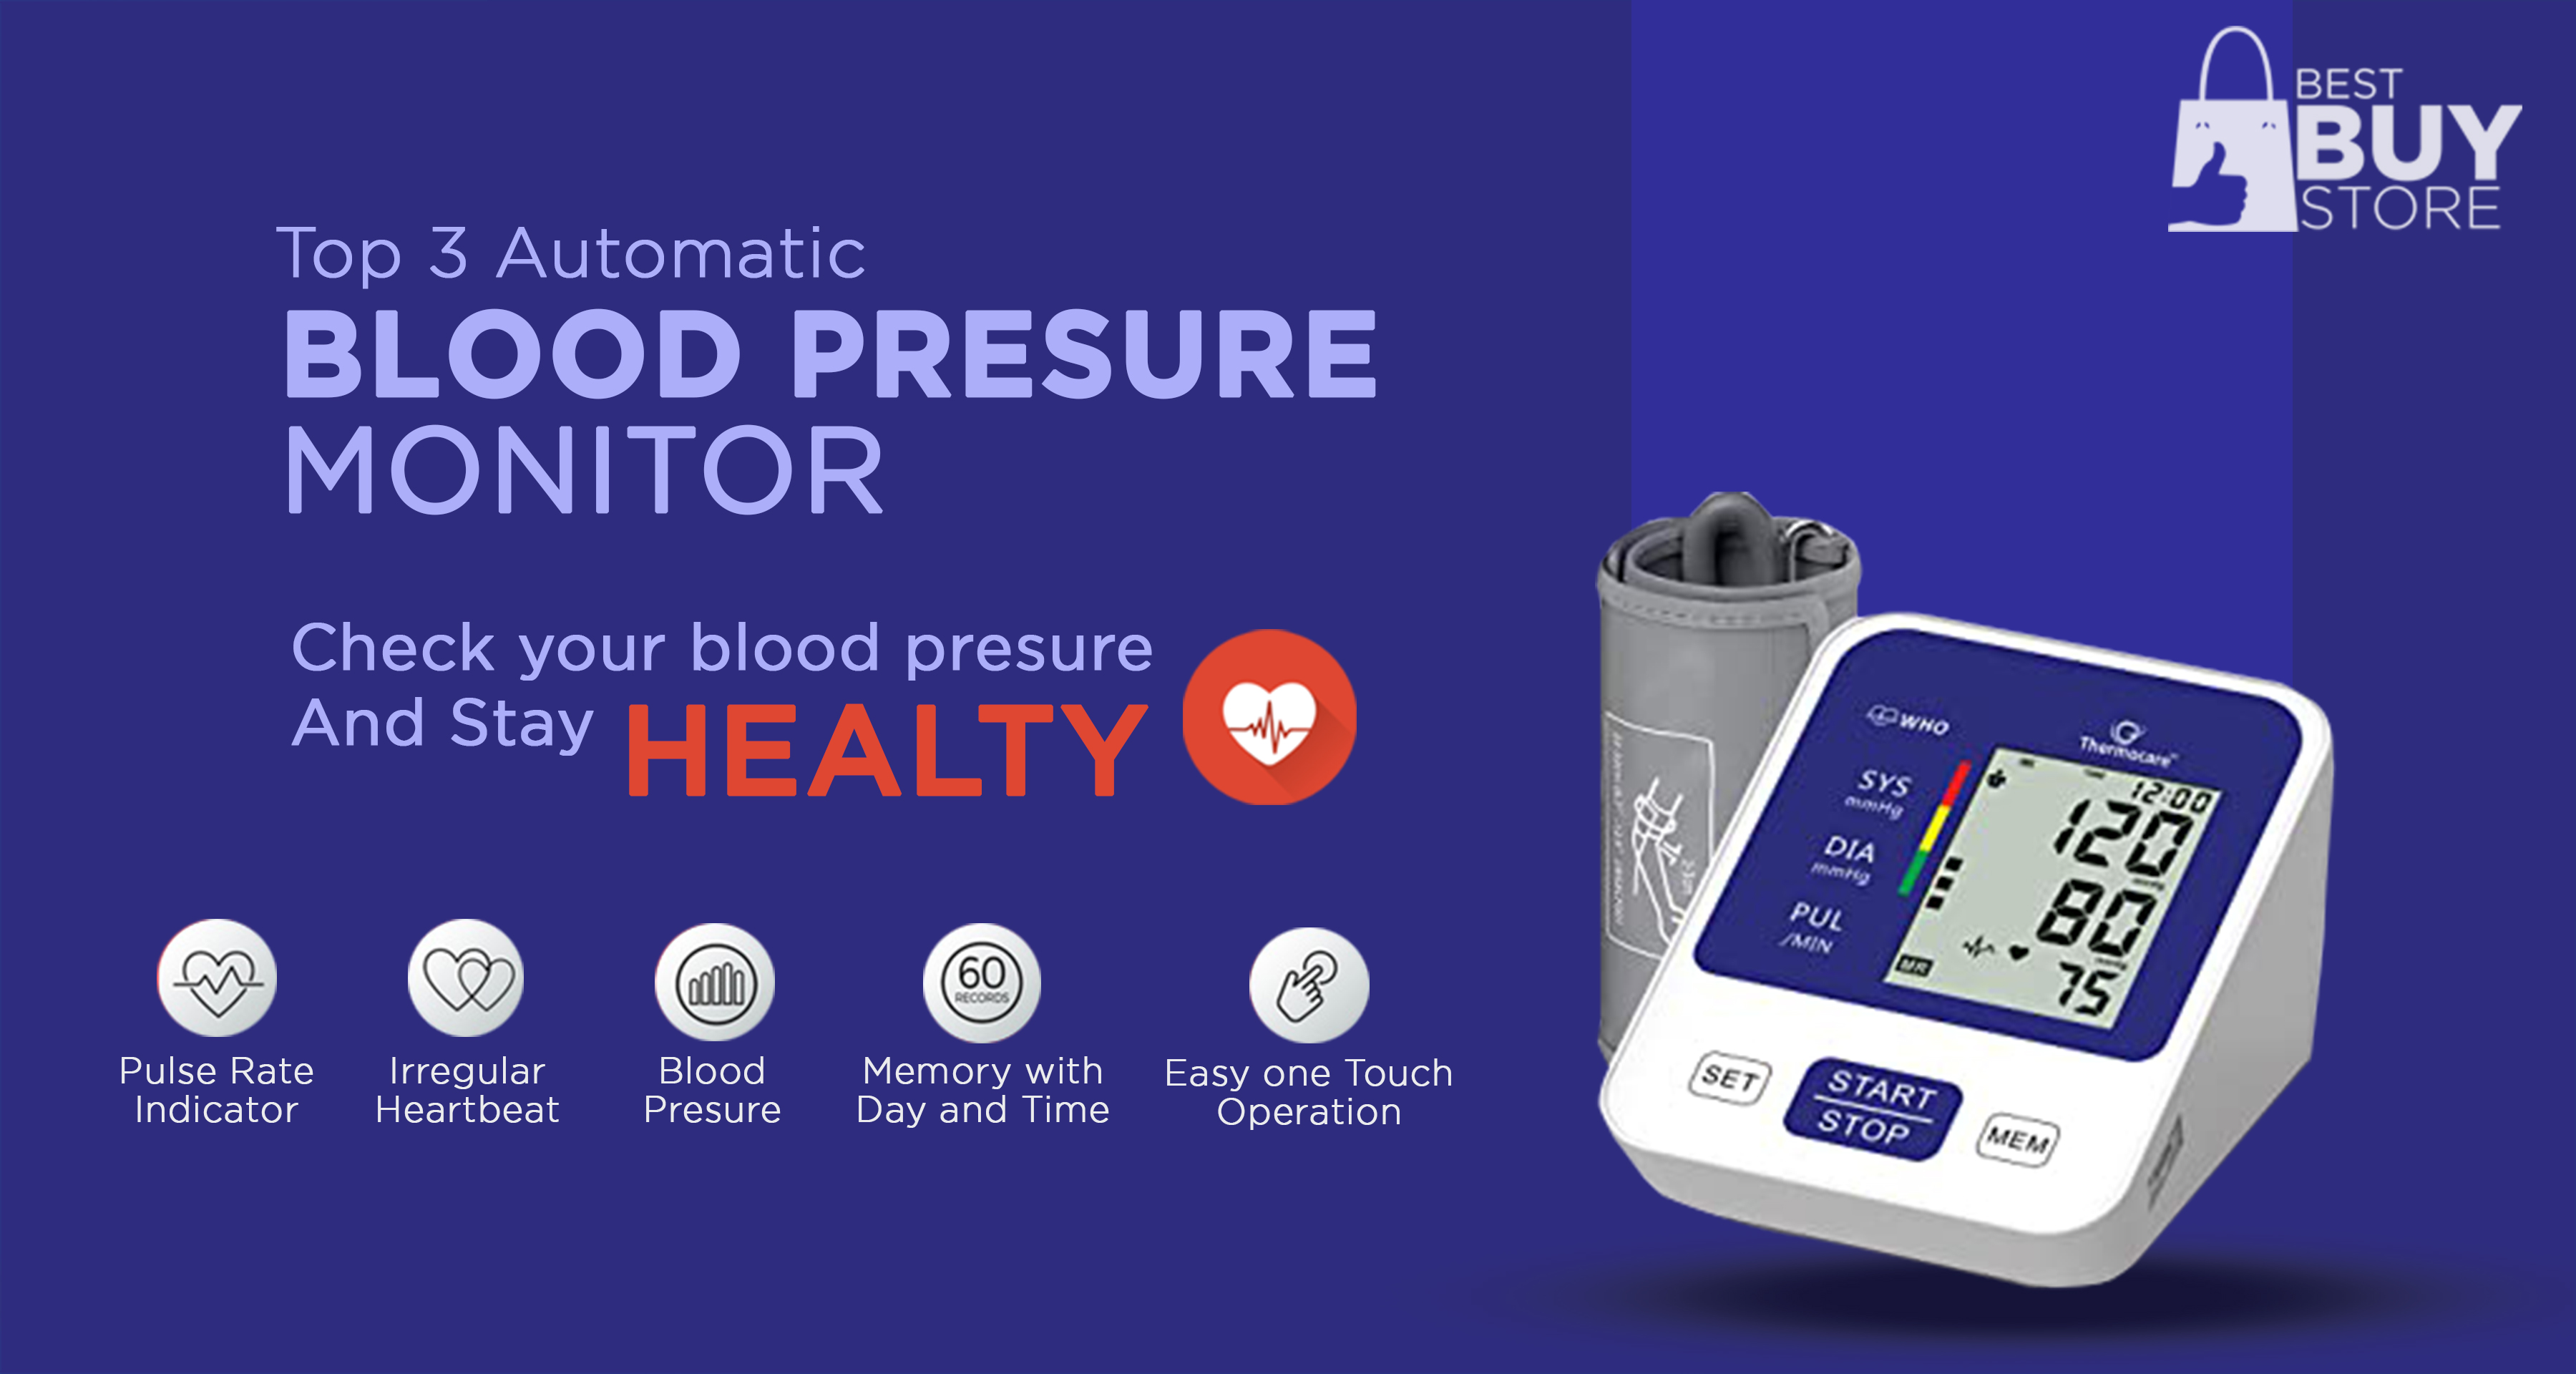 BEST
BUY
STORE
Top 3 Automatic
BLOOD PRESURE
MONITOR
Check your blood presure
And Stay HEALTY
60
RECORDS
Pulse Rate
Indicator
Irregular
Heartbeat
Blood
Presure
Memory with
Day and Time
Easy one Touch
Operation
WHO
Thermocare
SYS
mmHg
DIA
mmHg
PUL
/MIN
12:00
120
80
75
MR
SET
START
STOP
MEM